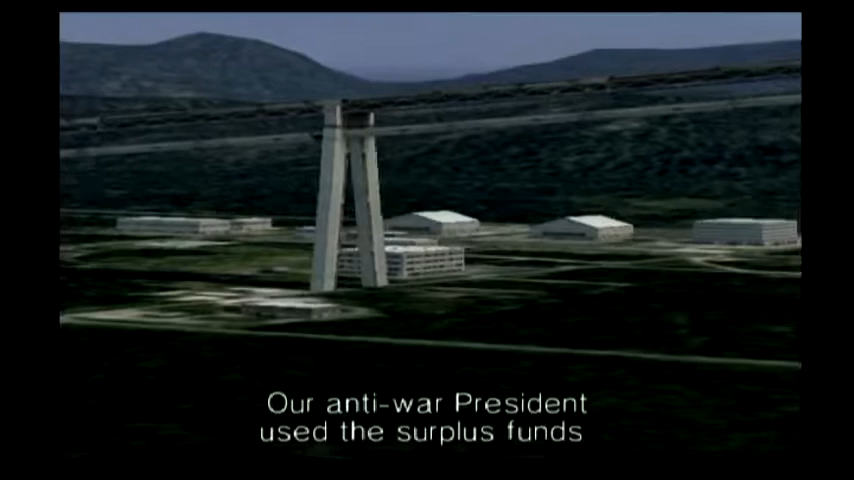 Our anti-war President
used the surplus funds